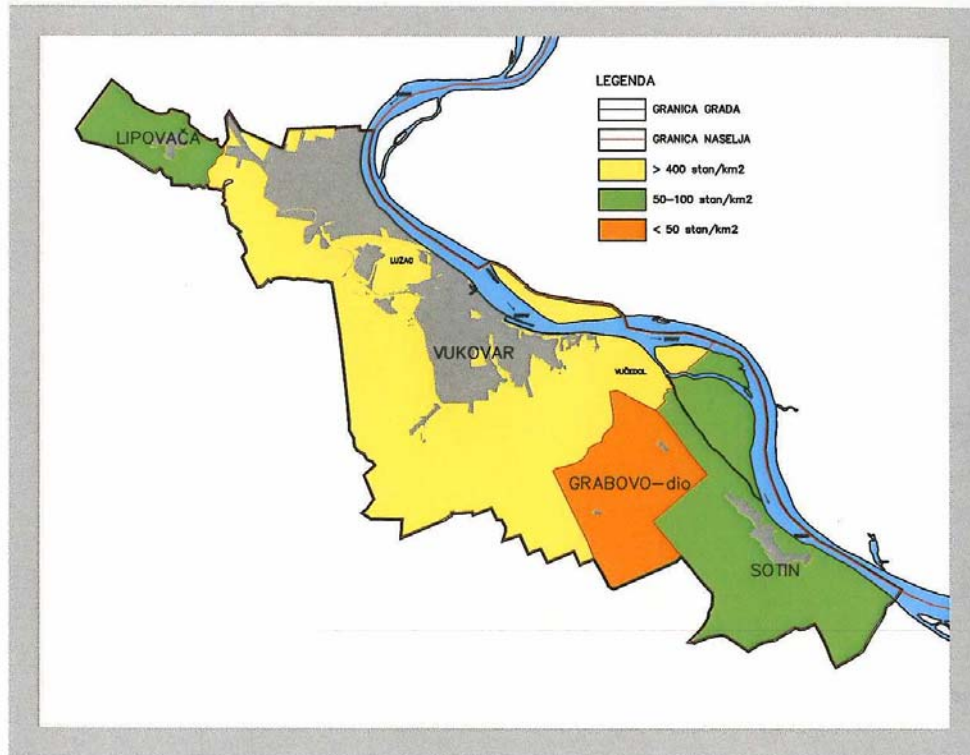 LEGENDA
GRANICA GRADA
GRANICA NASELJA
> 400 stan/km2
50-100 stan/km2
< 50 stan/km2
LIPOVAČA
LUŽAC
VUKOVAR
VUČEDOL
GRABOVO-dio
SOTIN